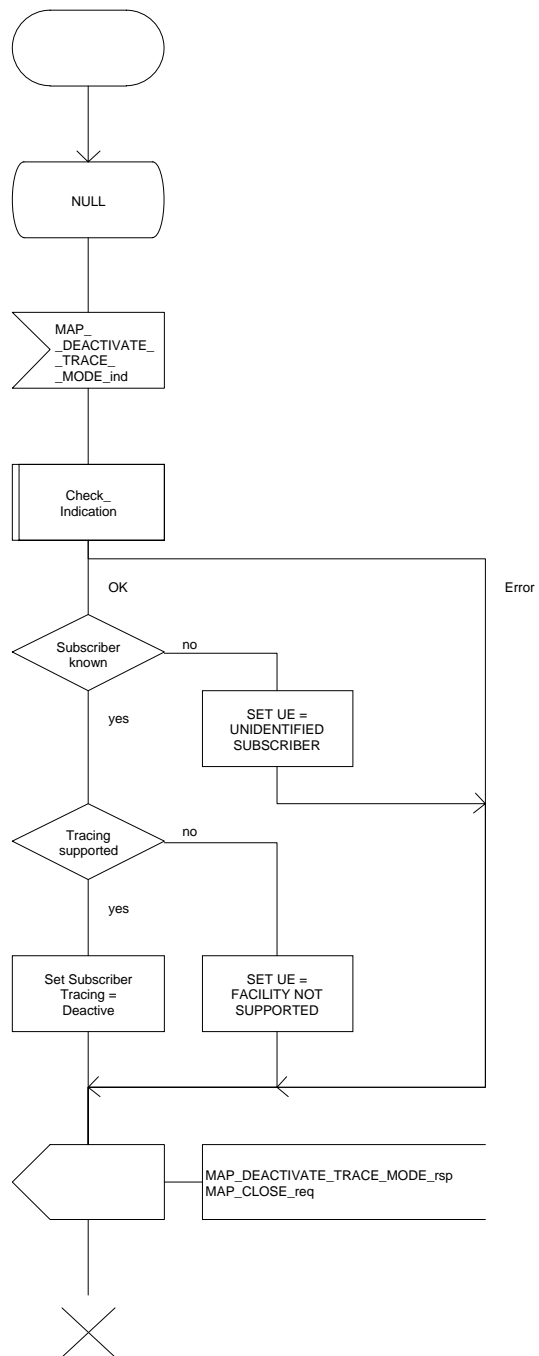 NULL
MAP_
_DEACTIVATE_
_TRACE_
_MODE_ind
Check_
Indication
OK
Error
Subscriber
known
no
yes
SET UE =
UNIDENTIFIED
SUBSCRIBER
Tracing
supported
no
yes
Set Subscriber
Tracing =
Deactive
SET UE =
FACILITY NOT
SUPPORTED
MAP_DEACTIVATE_TRACE_MODE_rsp
MAP_CLOSE_req